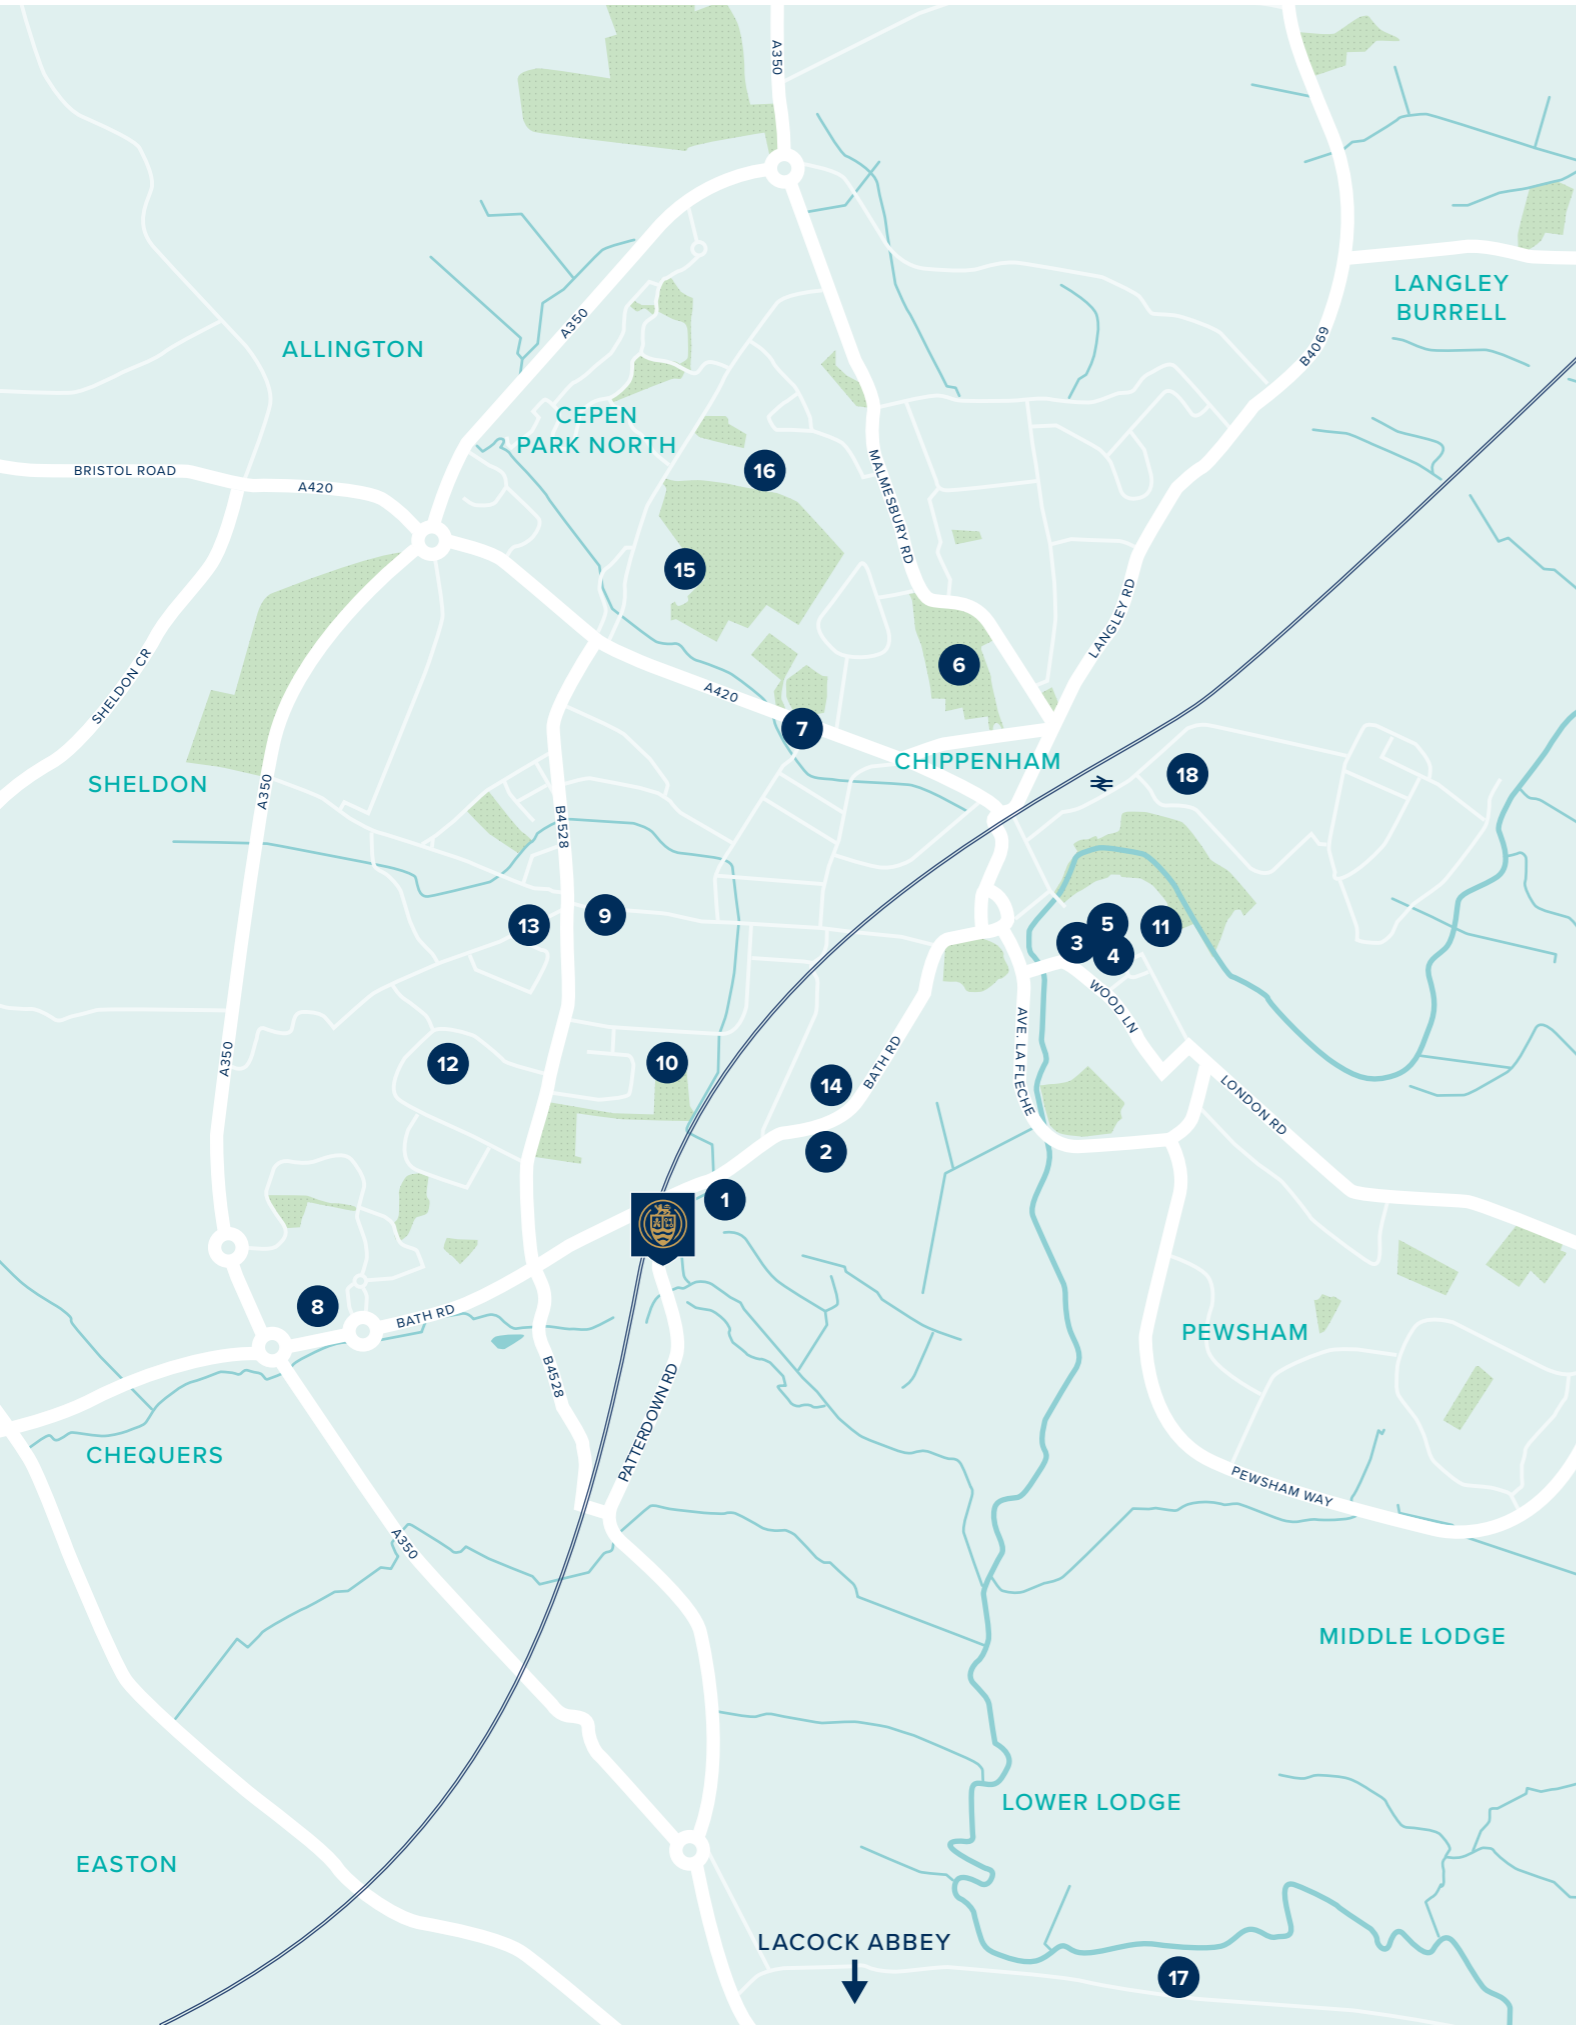 A350
LANGLEY
BURRELL
A350
B4069
ALLINGTON
CEPEN
PARK NORTH
BRISTOL ROAD
A420
16
MALMESBURY RD
15
LANGLEY RD
6
SHELDON CR
A420
7
CHIPPENHAM
18
SHELDON
A350
B4528
9
13
5
11
3
4
WOOD LN
AVE. LA FLECHE
A350
12
10
BATH RD
14
LONDON RD
2
1
8
BATH RD
PEWSHAM
B4528
PATTERDOWN RD
CHEQUERS
PEWSHAM WAY
A350
MIDDLE LODGE
LOWER LODGE
EASTON
LACOCK ABBEY
17